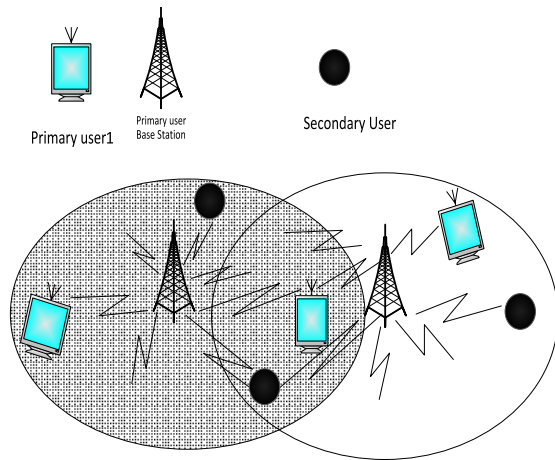 Primary user1
Primary user
Base Station
Secondary User